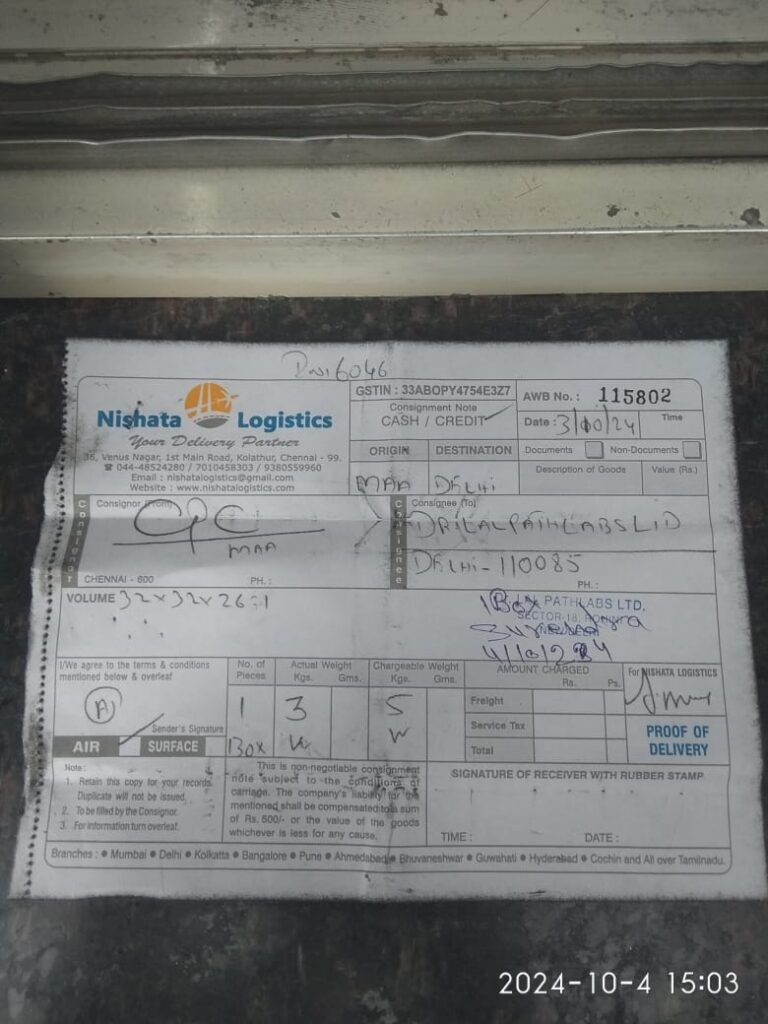 6046
Nishata Logistics
Your Delivery Partner
36, Venus Nagar, 1st Main Road, Kolathur, Chennai - 99.
☎ 044-48524280 / 7010458303 / 9380559960
Email : nishatalogistics@gmail.com
Website : www.nishatalogistics.com
GSTIN : 33ABOPY4754E3Z7
Consignment Note
CASH / CREDIT
AWB No. : 115802
Date : 3/10/24 Time
ORIGIN DESTINATION
MAA DELHI
Documents Non-Documents
Description of Goods Value (Rs.)
Consignor
Consignor (From)
MAA
CHENNAI - 600 PH. :
Consignee
Consignee (To)
DR LAL PATH LABS LTD
DELHI - 110085
PH. :
VOLUME 32x32x26:1
1 Box
PATH LABS LTD,
SECTOR-18, ROHINI
4/10/24
I/We agree to the terms & conditions
mentioned below & overleaf
A
Sender's Signature
AIR SURFACE
No. of Pieces
1
Box
Actual Weight
Kgs. Gms.
3
Chargeable Weight
Kgs. Gms.
5
AMOUNT CHARGED
Rs. Ps.
Freight
Service Tax
Total
For NISHATA LOGISTICS
PROOF OF
DELIVERY
Note :
1. Retain this copy for your records.
Duplicate will not be issued.
2. To be filled by the Consignor.
3. For information turn overleaf.
This is non-negotiable consignment
note subject to the conditions of
carriage. The company's liability for the
mentioned shall be compensated to a sum
of Rs. 500/- or the value of the goods
whichever is less for any cause.
SIGNATURE OF RECEIVER WITH RUBBER STAMP
TIME : DATE :
Branches : ● Mumbai ● Delhi ● Kolkatta ● Bangalore ● Pune ● Ahmedabad ● Bhuvaneshwar ● Guwahati ● Hyderabad ● Cochin and All over Tamilnadu.
2024-10-4 15:03